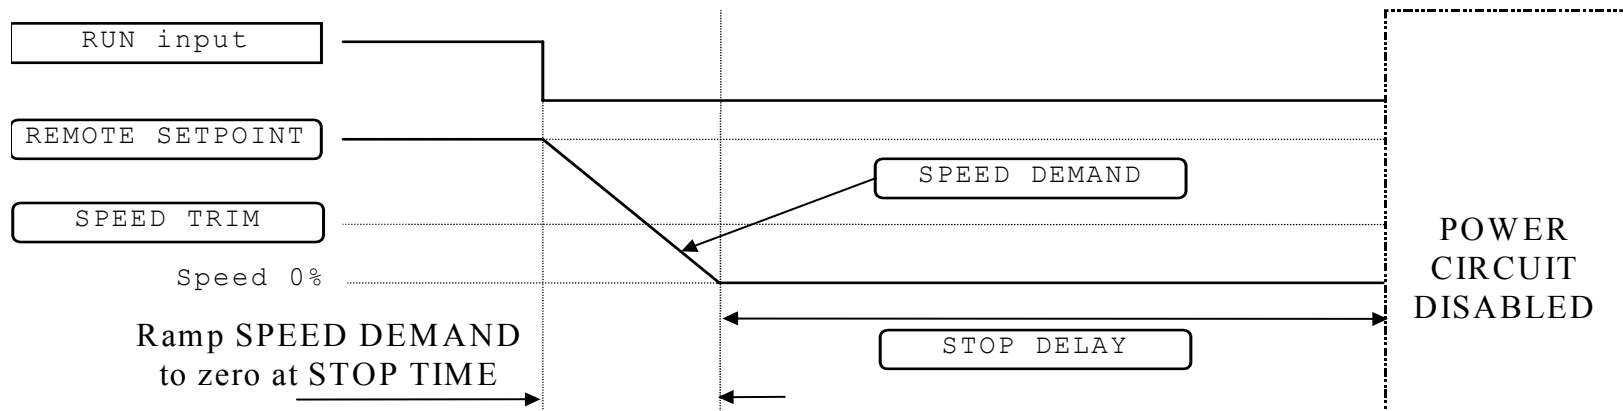 RUN input
REMOTE SETPOINT
SPEED DEMAND
SPEED TRIM
Speed 0%
POWER
CIRCUIT
DISABLED
Ramp SPEED DEMAND
to zero at STOP TIME
STOP DELAY